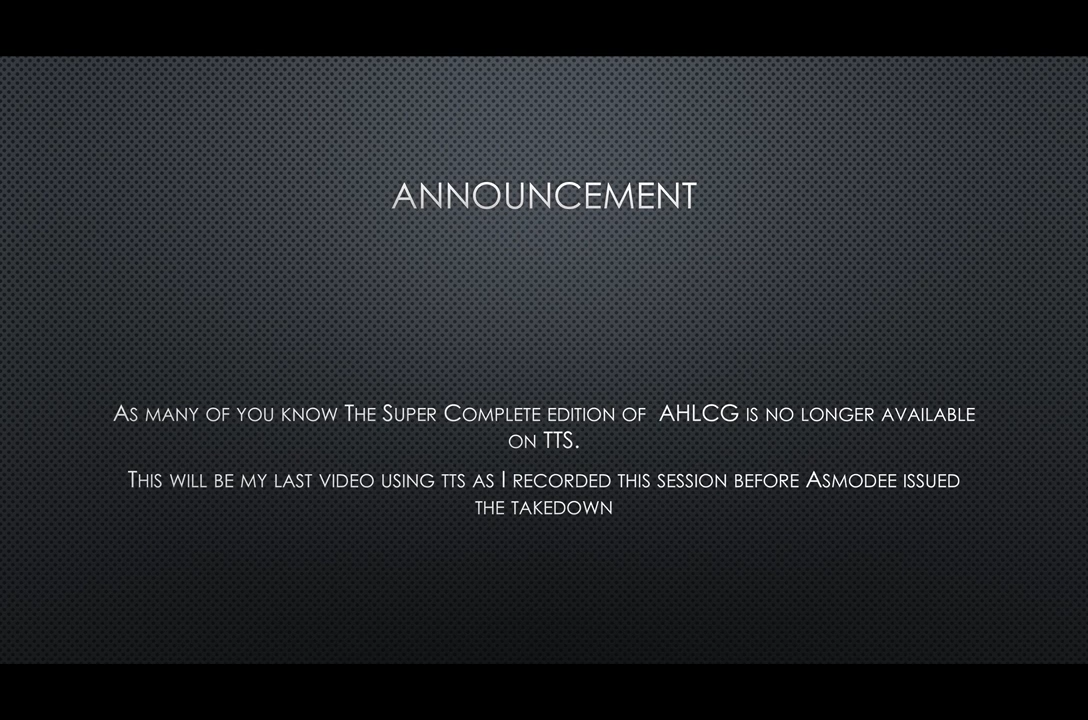 ANNOUNCEMENT
AS MANY OF YOU KNOW THE SUPER COMPLETE EDITION OF AHLCG IS NO LONGER AVAILABLE
ON TTS.
THIS WILL BE MY LAST VIDEO USING TTS AS I RECORDED THIS SESSION BEFORE ASMODEE ISSUED
THE TAKEDOWN